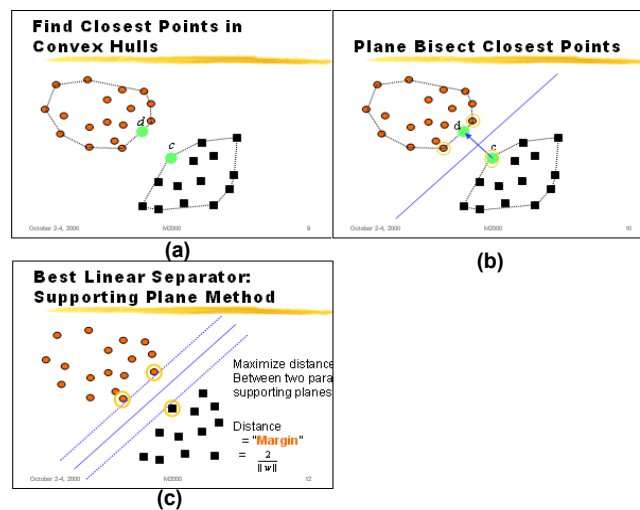 Find Closest Points in
Convex Hulls
d
c
October 2-4, 2000 M2000 9
(a)
Plane Bisect Closest Points
d
c
October 2-4, 2000 M2000 10
(b)
Best Linear Separator:
Supporting Plane Method
Maximize distance
Between two para
supporting planes
Distance
= "Margin"
= 2
||w||
October 2-4, 2000 M2000 12
(c)